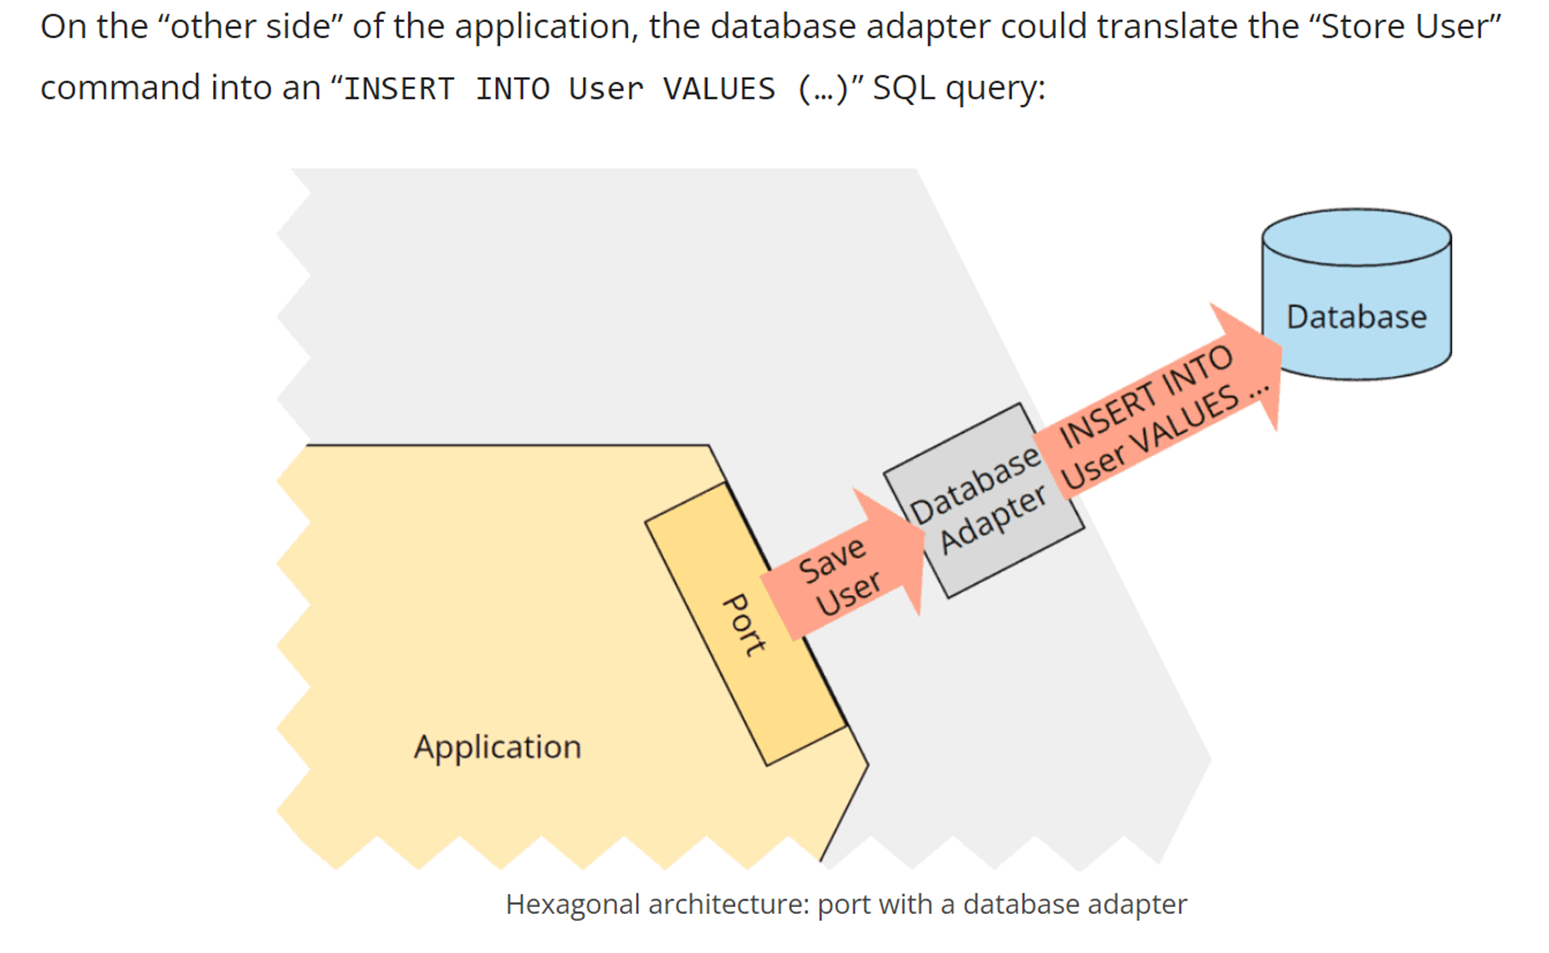 On the “other side” of the application, the database adapter could translate the “Store User”
command into an “INSERT INTO User VALUES (…)” SQL query:
Database
INSERT INTO
User VALUES ...
Database
Adapter
Save
User
Port
Application
Hexagonal architecture: port with a database adapter